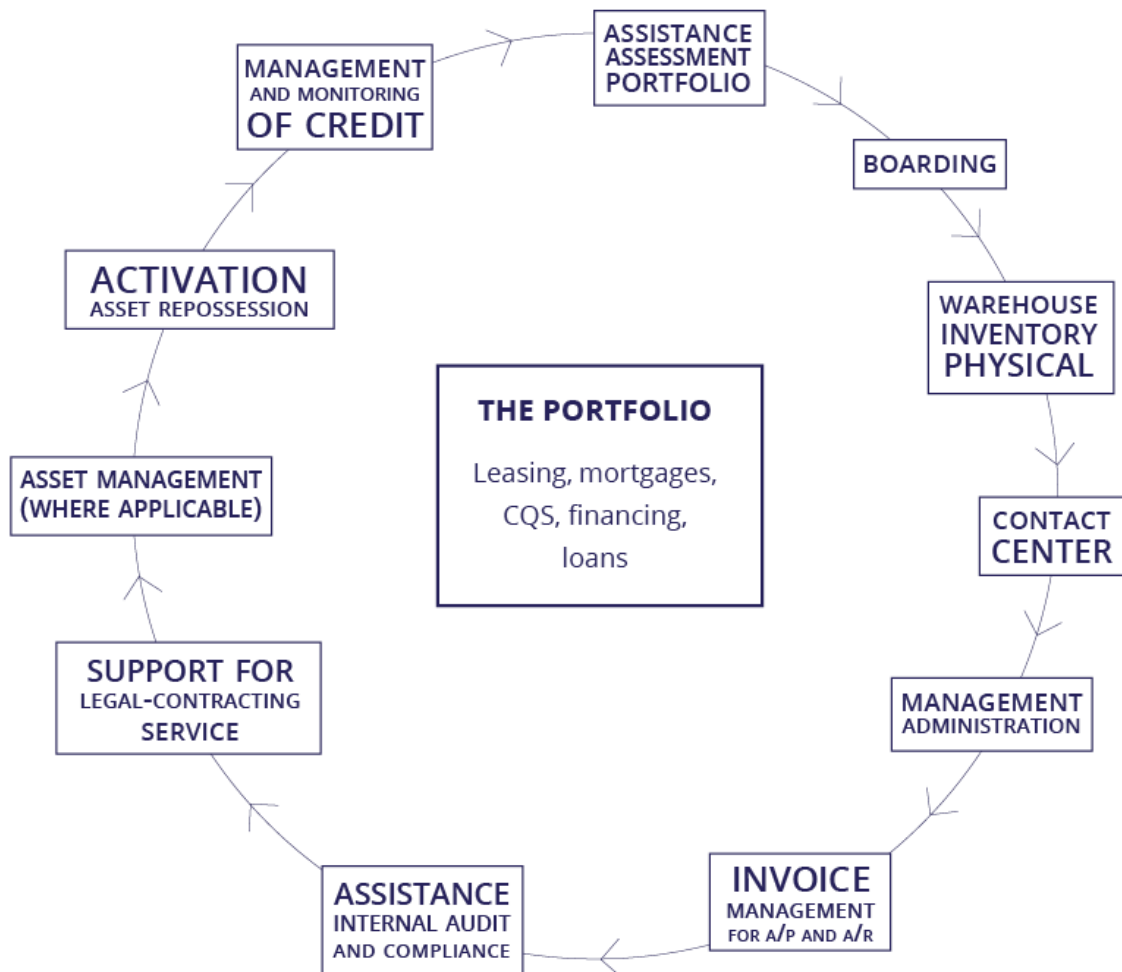 ASSISTANCE
ASSESSMENT
PORTFOLIO
BOARDING
WAREHOUSE
INVENTORY
PHYSICAL
CONTACT
CENTER
MANAGEMENT
ADMINISTRATION
INVOICE
MANAGEMENT
FOR A/P AND A/R
ASSISTANCE
INTERNAL AUDIT
AND COMPLIANCE
SUPPORT FOR
LEGAL-CONTRACTING
SERVICE
ASSET MANAGEMENT
(WHERE APPLICABLE)
ACTIVATION
ASSET REPOSSESSION
MANAGEMENT
AND MONITORING
OF CREDIT
THE PORTFOLIO
Leasing, mortgages,
CQS, financing,
loans